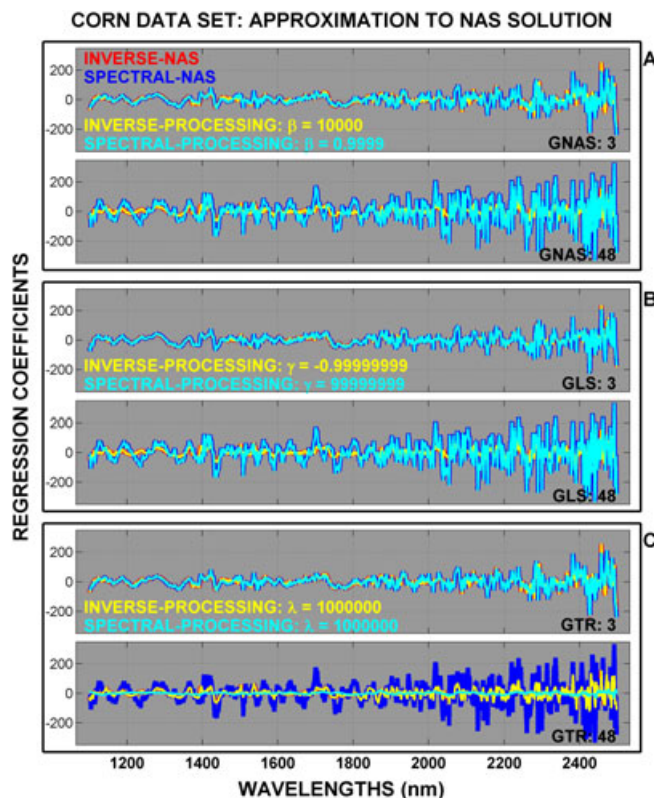 CORN DATA SET: APPROXIMATION TO NAS SOLUTION
A
INVERSE-NAS
SPECTRAL-NAS
INVERSE-PROCESSING: β = 10000
SPECTRAL-PROCESSING: β = 0.9999
GNAS: 3
200
0
-200
GNAS: 48
200
0
-200
B
INVERSE-PROCESSING: γ = -0.99999999
SPECTRAL-PROCESSING: γ = 99999999
GLS: 3
200
0
-200
GLS: 48
200
0
-200
C
INVERSE-PROCESSING: λ = 1000000
SPECTRAL-PROCESSING: λ = 1000000
GTR: 3
200
0
-200
GTR: 48
200
0
-200
REGRESSION COEFFICIENTS
1200 1400 1600 1800 2000 2200 2400
WAVELENGTHS (nm)